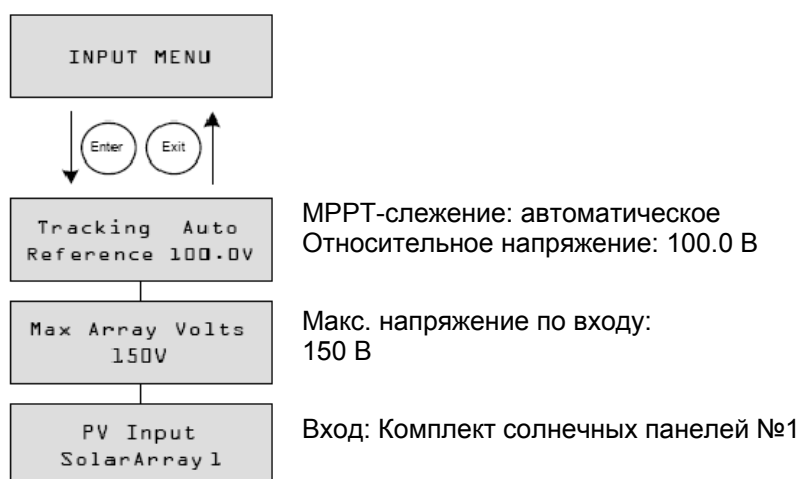 INPUT MENU
Enter
Exit
Tracking Auto
Reference 100.0V
МРРТ-слежение: автоматическое
Относительное напряжение: 100.0 В
Max Array Volts
150V
Макс. напряжение по входу:
150 В
PV Input
SolarArray1
Вход: Комплект солнечных панелей №1